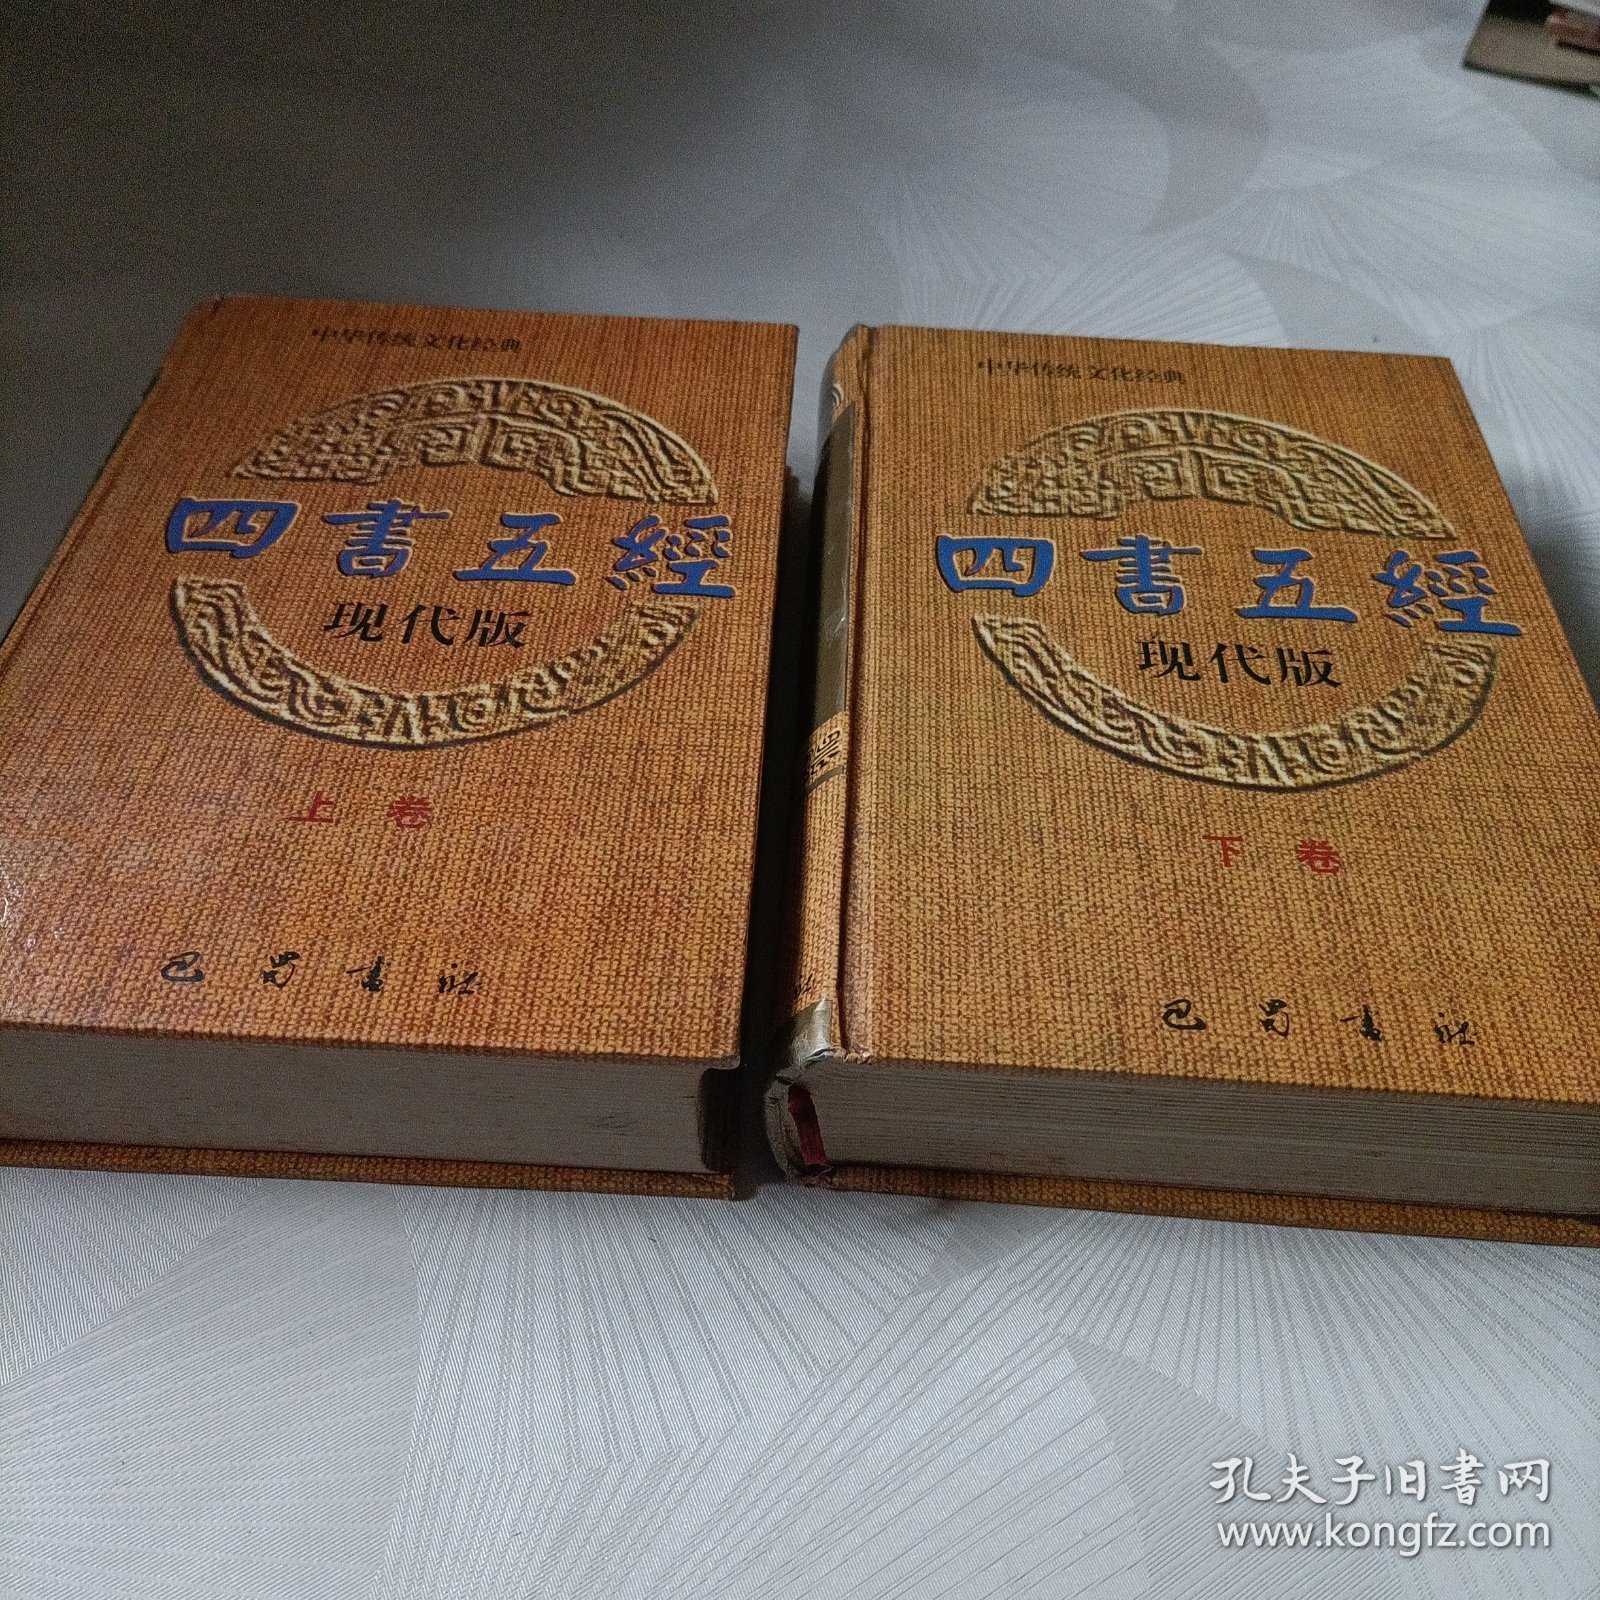 中华传统文化经典
四書五經
现代版
上卷
巴蜀書社
中华传统文化经典
四書五經
现代版
下卷
巴蜀書社
孔夫子旧书网
www.kongfz.com